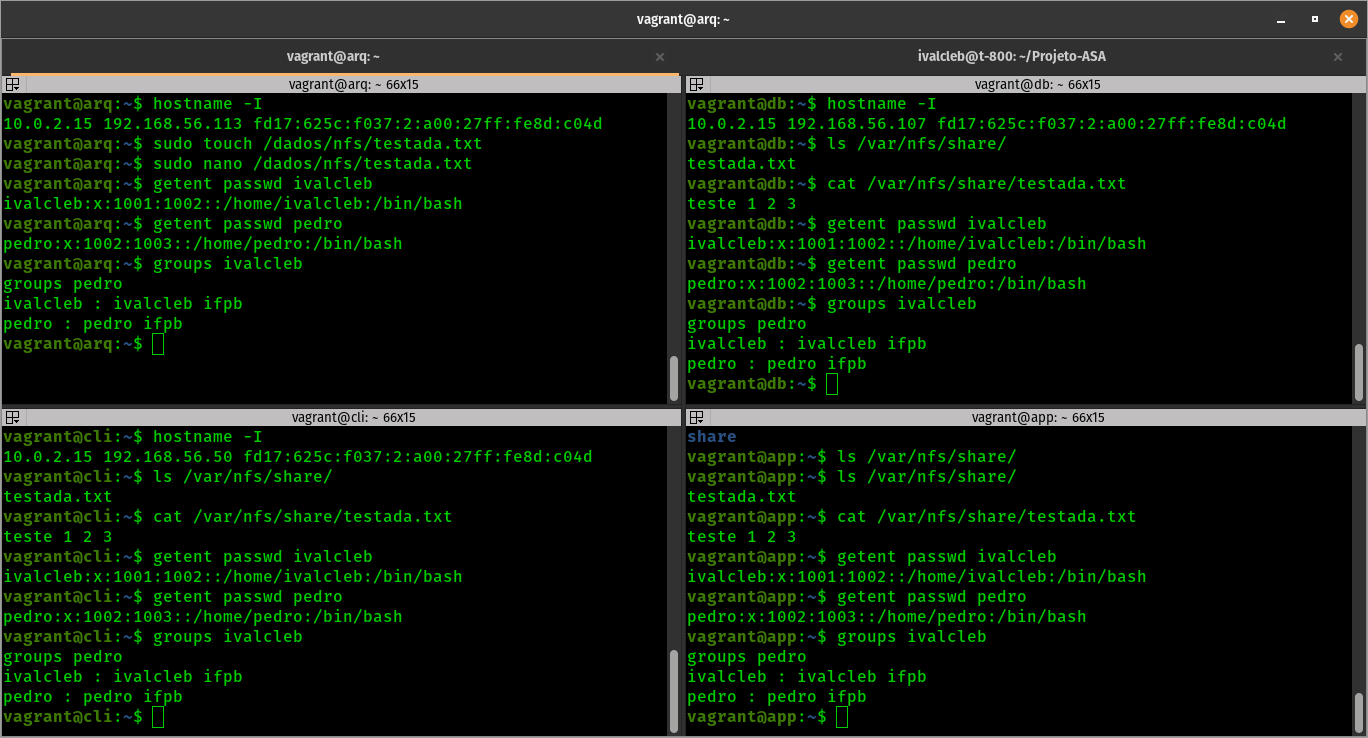 vagrant@arq: ~
vagrant@arq: ~
ivalcleb@t-800: ~/Projeto-ASA
vagrant@arq: ~ 66x15
vagrant@arq:~$ hostname -I
10.0.2.15 192.168.56.113 fd17:625c:f037:2:a00:27ff:fe8d:c04d
vagrant@arq:~$ sudo touch /dados/nfs/testada.txt
vagrant@arq:~$ sudo nano /dados/nfs/testada.txt
vagrant@arq:~$ getent passwd ivalcleb
ivalcleb:x:1001:1002::/home/ivalcleb:/bin/bash
vagrant@arq:~$ getent passwd pedro
pedro:x:1002:1003::/home/pedro:/bin/bash
vagrant@arq:~$ groups ivalcleb
groups pedro
ivalcleb : ivalcleb ifpb
pedro : pedro ifpb
vagrant@arq:~$
vagrant@db: ~ 66x15
vagrant@db:~$ hostname -I
10.0.2.15 192.168.56.107 fd17:625c:f037:2:a00:27ff:fe8d:c04d
vagrant@db:~$ ls /var/nfs/share/
testada.txt
vagrant@db:~$ cat /var/nfs/share/testada.txt
teste 1 2 3
vagrant@db:~$ getent passwd ivalcleb
ivalcleb:x:1001:1002::/home/ivalcleb:/bin/bash
vagrant@db:~$ getent passwd pedro
pedro:x:1002:1003::/home/pedro:/bin/bash
vagrant@db:~$ groups ivalcleb
groups pedro
ivalcleb : ivalcleb ifpb
pedro : pedro ifpb
vagrant@db:~$
vagrant@cli: ~ 66x15
vagrant@cli:~$ hostname -I
10.0.2.15 192.168.56.50 fd17:625c:f037:2:a00:27ff:fe8d:c04d
vagrant@cli:~$ ls /var/nfs/share/
testada.txt
vagrant@cli:~$ cat /var/nfs/share/testada.txt
teste 1 2 3
vagrant@cli:~$ getent passwd ivalcleb
ivalcleb:x:1001:1002::/home/ivalcleb:/bin/bash
vagrant@cli:~$ getent passwd pedro
pedro:x:1002:1003::/home/pedro:/bin/bash
vagrant@cli:~$ groups ivalcleb
groups pedro
ivalcleb : ivalcleb ifpb
pedro : pedro ifpb
vagrant@cli:~$
vagrant@app: ~ 66x15
share
vagrant@app:~$ ls /var/nfs/share/
vagrant@app:~$ ls /var/nfs/share/
testada.txt
vagrant@app:~$ cat /var/nfs/share/testada.txt
teste 1 2 3
vagrant@app:~$ getent passwd ivalcleb
ivalcleb:x:1001:1002::/home/ivalcleb:/bin/bash
vagrant@app:~$ getent passwd pedro
pedro:x:1002:1003::/home/pedro:/bin/bash
vagrant@app:~$ groups ivalcleb
groups pedro
ivalcleb : ivalcleb ifpb
pedro : pedro ifpb
vagrant@app:~$